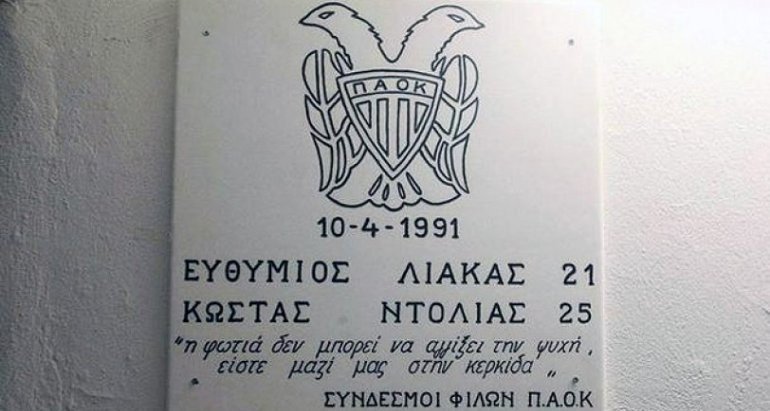 ΠΑΟΚ
10-4-1991
ΕΥΘΥΜΙΟΣ ΛΙΑΚΑΣ 21
ΚΩΣΤΑΣ ΝΤΟΛΙΑΣ 25
"η φωτιά δεν μπορεί να αγγίξει την ψυχή,
είστε μαζί μας στην κερκίδα"
ΣΥΝΔΕΣΜΟΙ ΦΙΛΩΝ Π.Α.Ο.Κ